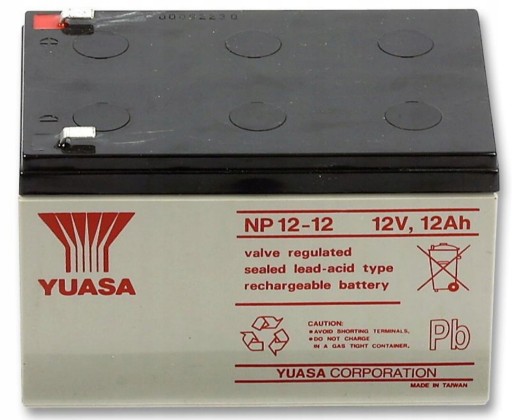 YUASA
NP 12-12 12V, 12Ah
valve regulated
sealed lead-acid type
rechargeable battery
CAUTION:
• AVOID SHORTING TERMINALS.
• DO NOT CHARGE
IN A GAS TIGHT CONTAINER.
Pb
YUASA CORPORATION
MADE IN TAIWAN